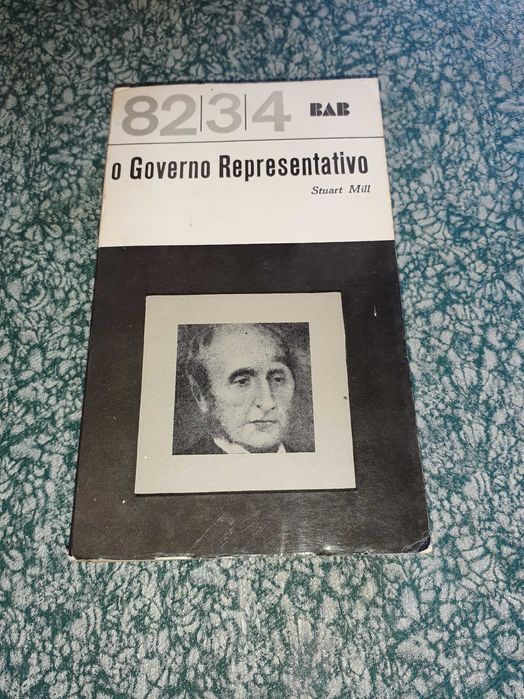 82|3|4 BAB
o Governo Representativo
Stuart Mill